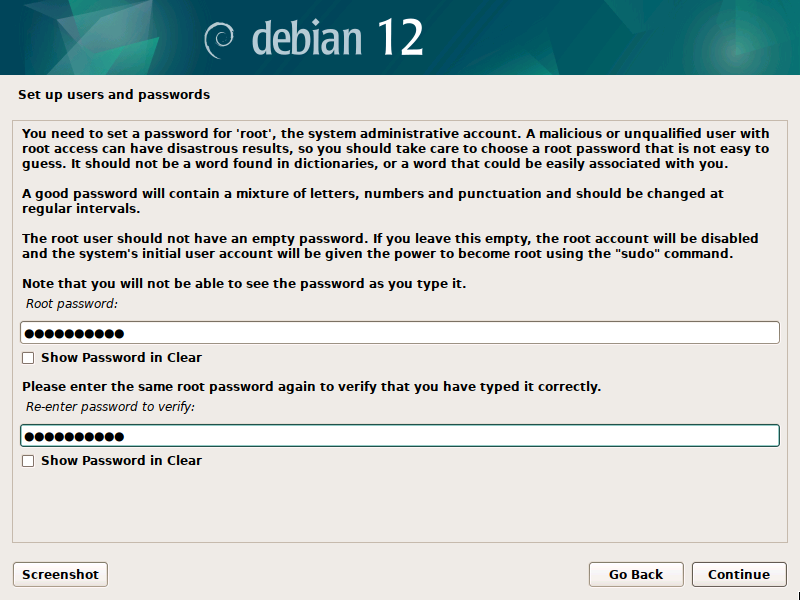 debian 12
Set up users and passwords
You need to set a password for 'root', the system administrative account. A malicious or unqualified user with
root access can have disastrous results, so you should take care to choose a root password that is not easy to
guess. It should not be a word found in dictionaries, or a word that could be easily associated with you.
A good password will contain a mixture of letters, numbers and punctuation and should be changed at
regular intervals.
The root user should not have an empty password. If you leave this empty, the root account will be disabled
and the system's initial user account will be given the power to become root using the "sudo" command.
Note that you will not be able to see the password as you type it.
Root password:
●●●●●●●●●●
Show Password in Clear
Please enter the same root password again to verify that you have typed it correctly.
Re-enter password to verify:
●●●●●●●●●●
Show Password in Clear
Screenshot
Go Back
Continue